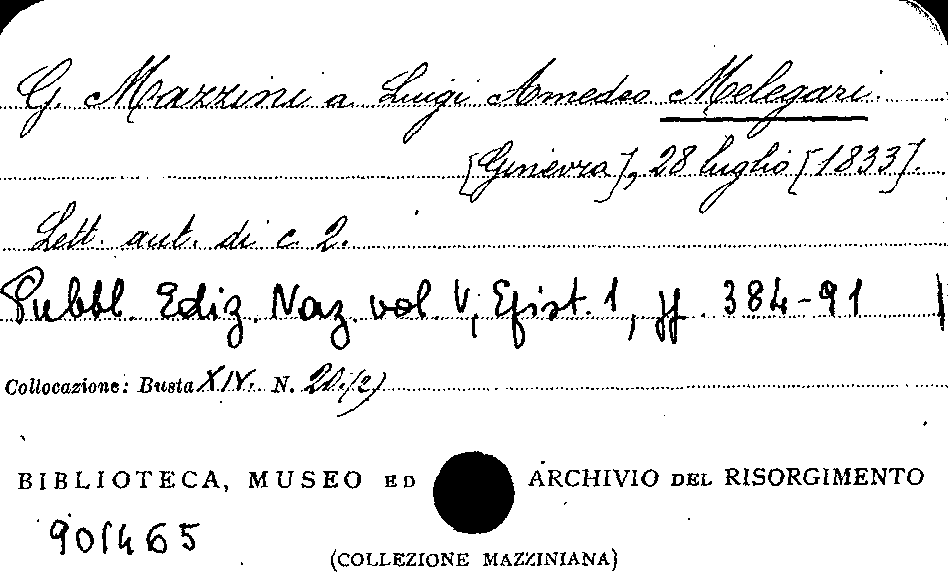 G. Mazzini a Luigi Amedeo Melegari.
[Ginevra], 28 luglio [1833].
Lett. aut. di c. 2.
Pubbl. Ediz. Naz. vol. V, Epist. 1, pp. 384-91
Collocazione: Busta XIV. N. 20.(2)
BIBLIOTECA, MUSEO ED ARCHIVIO DEL RISORGIMENTO
901465
(COLLEZIONE MAZZINIANA)